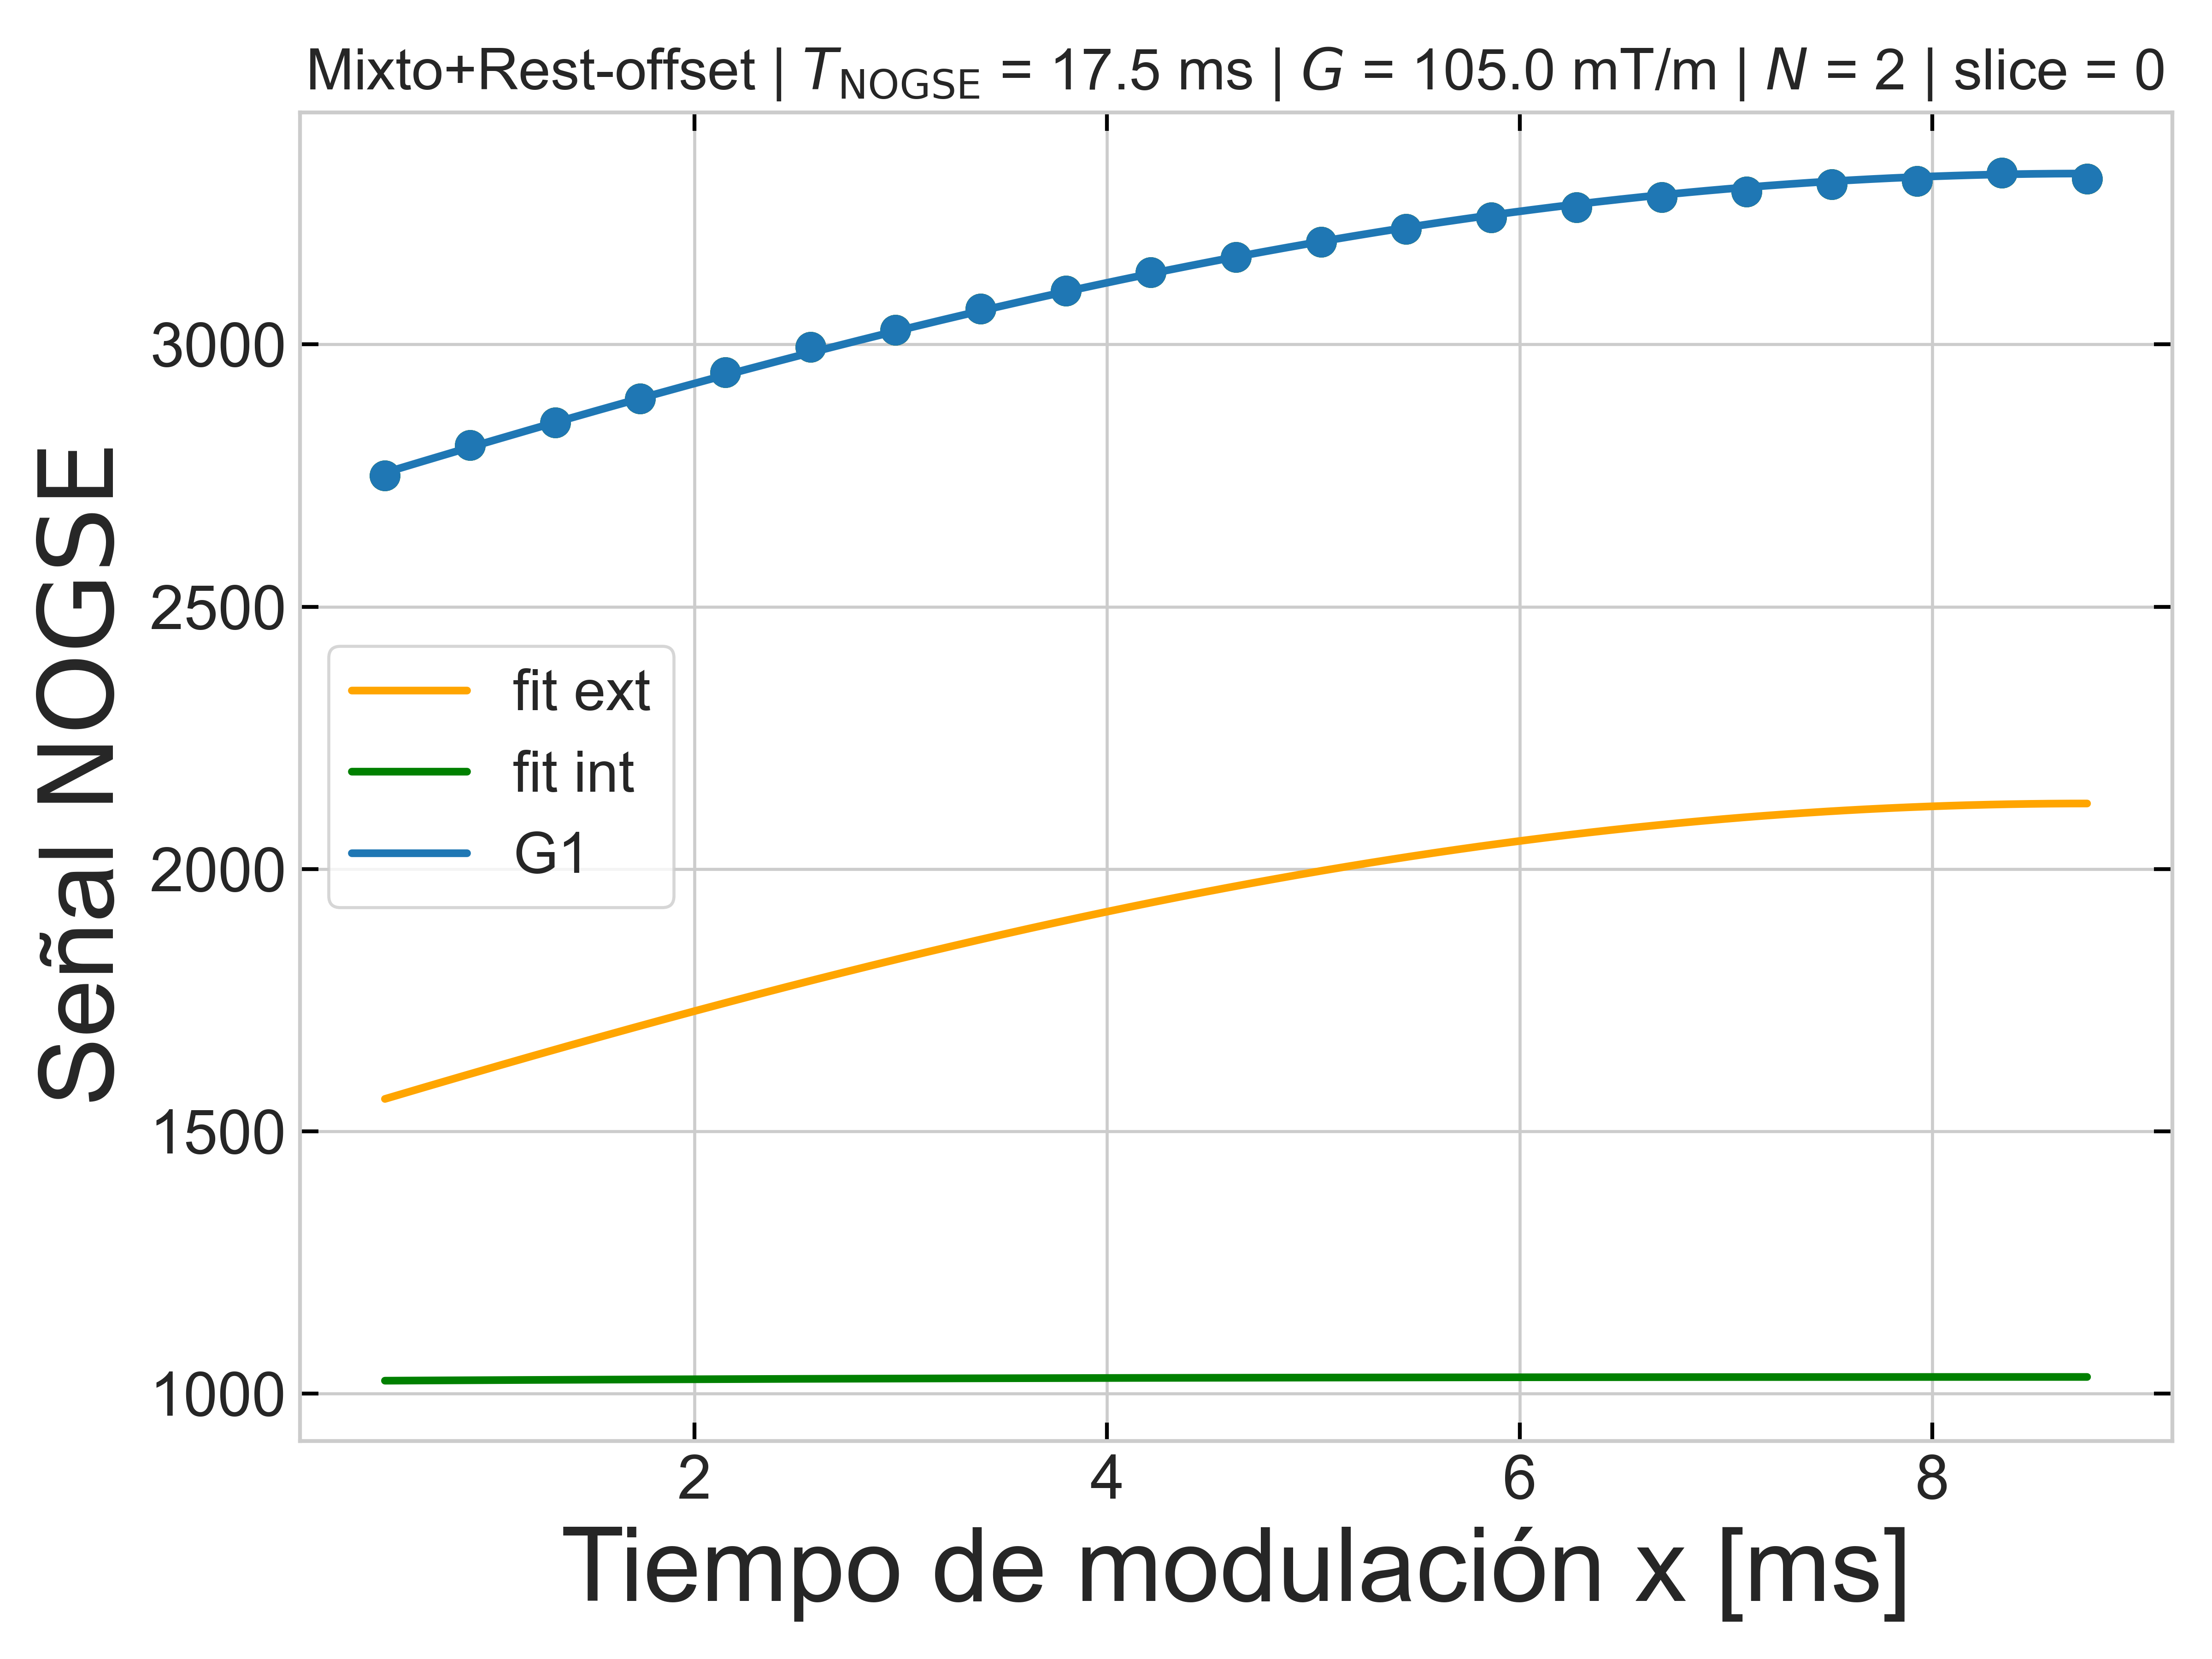 Mixto+Rest-offset | T_NOGSE = 17.5 ms | G = 105.0 mT/m | N = 2 | slice = 0
Señal NOGSE
3000
2500
2000
1500
1000
fit ext
fit int
G1
2 4 6 8
Tiempo de modulación x [ms]